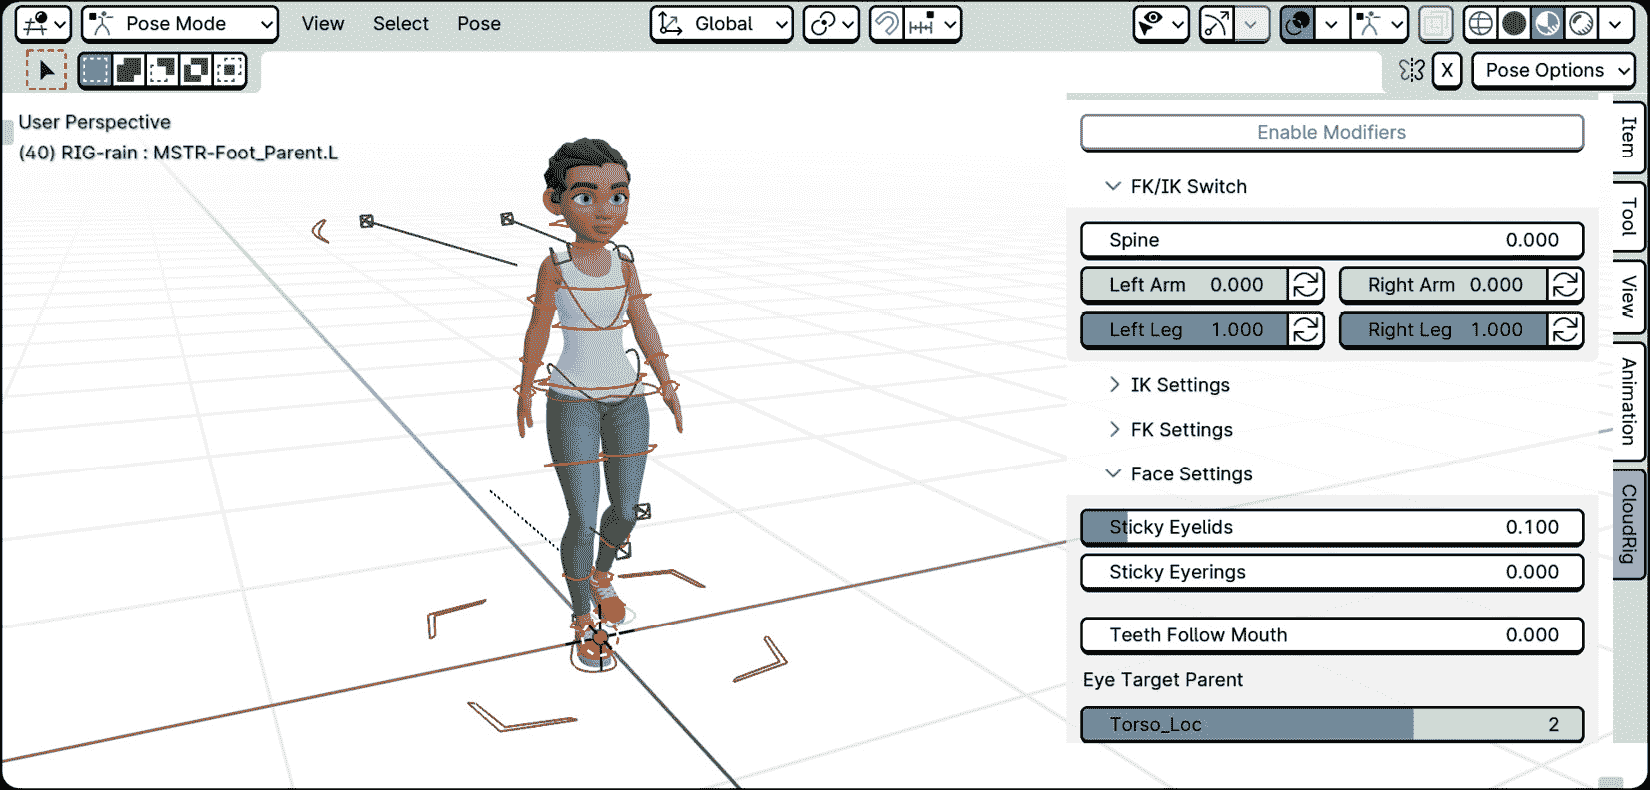 Pose Mode View Select Pose Global
X Pose Options
User Perspective
(40) RIG-rain : MSTR-Foot_Parent.L
Enable Modifiers
FK/IK Switch
Spine 0.000
Left Arm 0.000 Right Arm 0.000
Left Leg 1.000 Right Leg 1.000
IK Settings
FK Settings
Face Settings
Sticky Eyelids 0.100
Sticky Eyerings 0.000
Teeth Follow Mouth 0.000
Eye Target Parent
Torso_Loc 2
Item
Tool
View
Animation
CloudRig